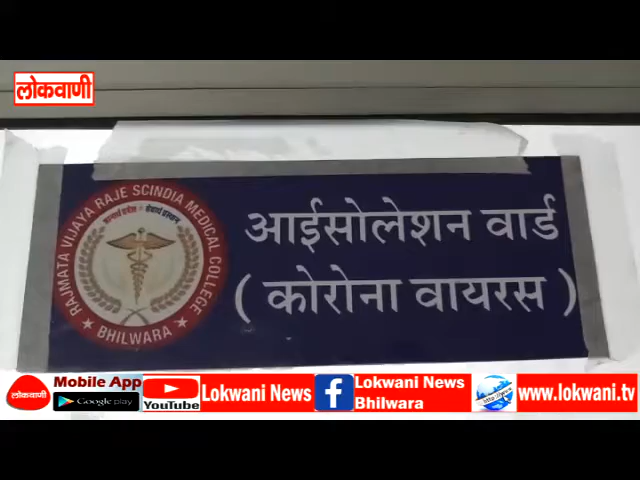 लोकवाणी
RAJMATA VIJAYA RAJE SCINDIA MEDICAL COLLEGE
★ BHILWARA ★
आईसोलेशन वार्ड
( कोरोना वायरस )
लोकवाणी
Mobile App
Google play
YouTube
Lokwani News
Lokwani News
Bhilwara
www.lokwani.tv